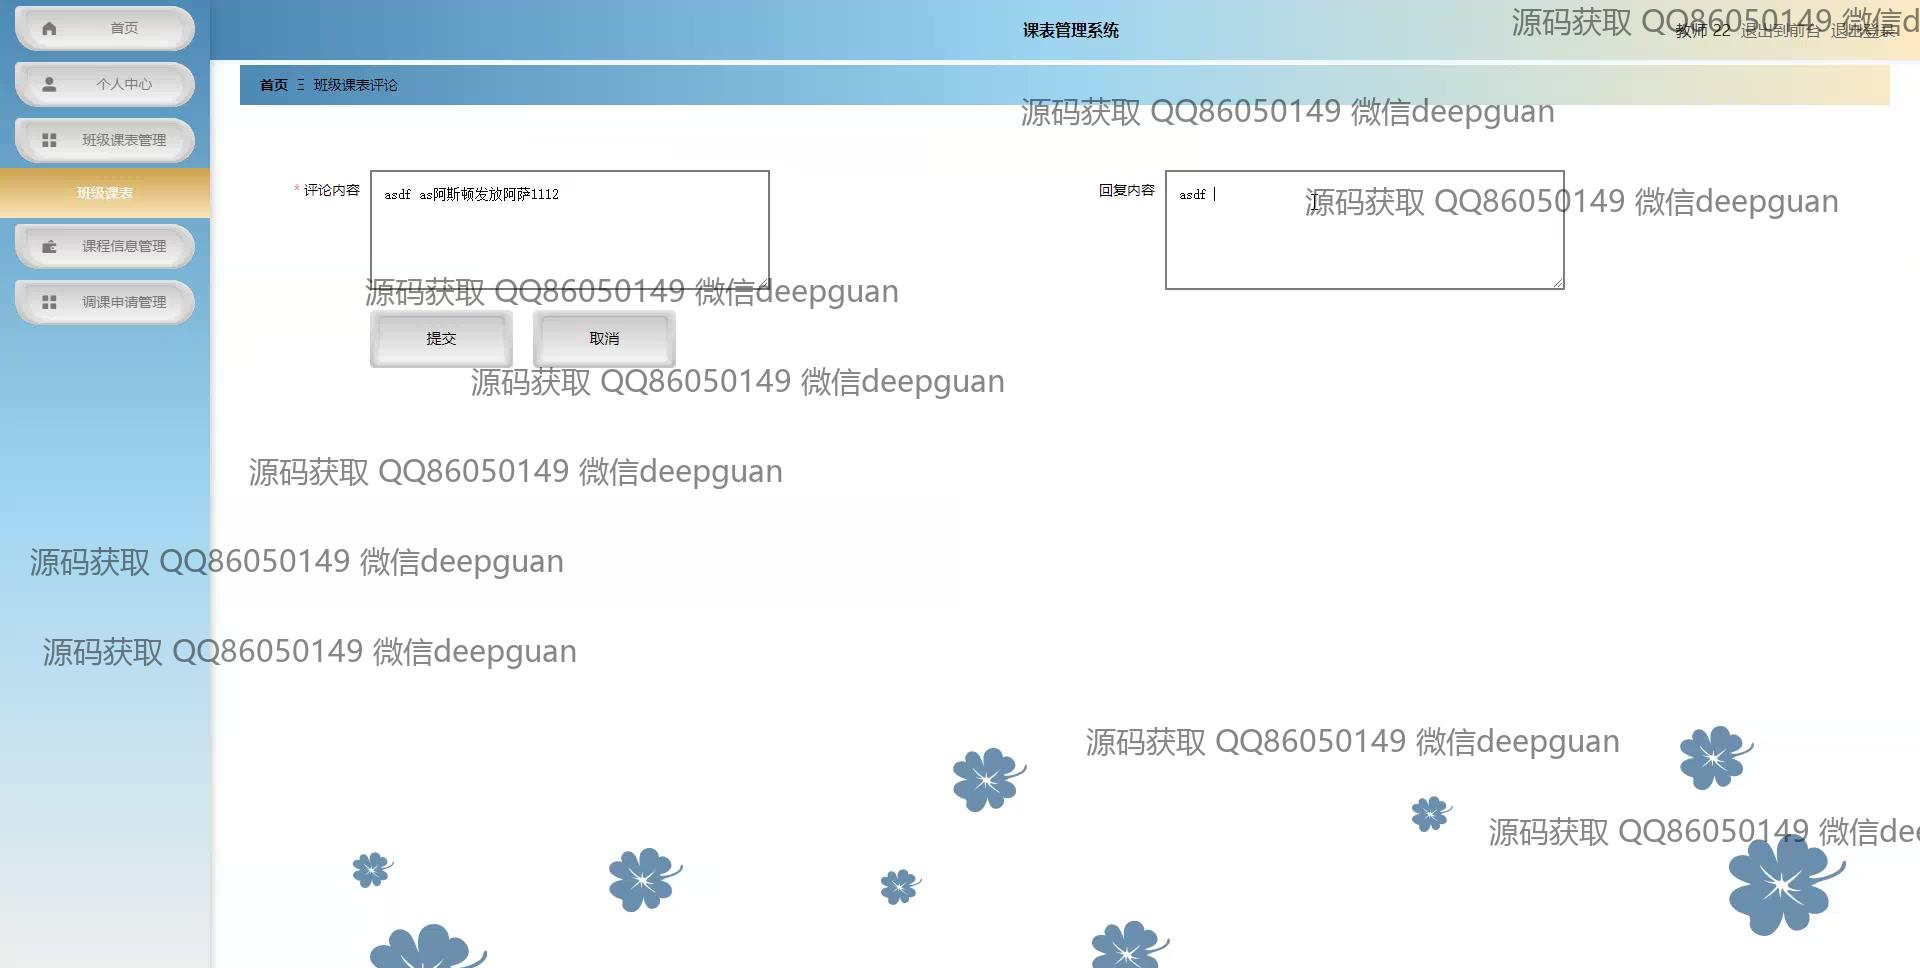 首页
个人中心
班级课表管理
班级课表
课程信息管理
调课申请管理
课表管理系统
教师 22 退出到前台 退出登录
首页 Ξ 班级课表评论
* 评论内容
asdf as阿斯顿发放阿萨1112
回复内容
asdf
提交
取消
源码获取 QQ86050149 微信d
源码获取 QQ86050149 微信deepguan
源码获取 QQ86050149 微信deepguan
源码获取 QQ86050149 微信deepguan
源码获取 QQ86050149 微信deepguan
源码获取 QQ86050149 微信deepguan
源码获取 QQ86050149 微信deepguan
源码获取 QQ86050149 微信deepguan
源码获取 QQ86050149 微信deepguan
源码获取 QQ86050149 微信dee